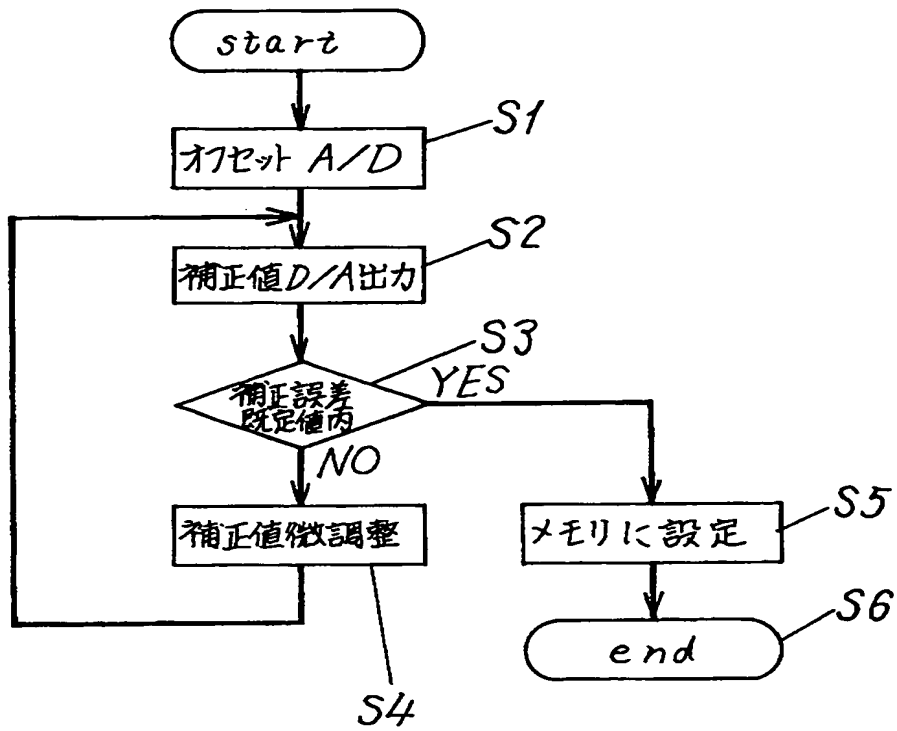 start
S1
オフセット A/D
S2
補正値D/A出力
S3
補正誤差
既定値内
YES
NO
補正値微調整
S4
メモリに設定
S5
end
S6